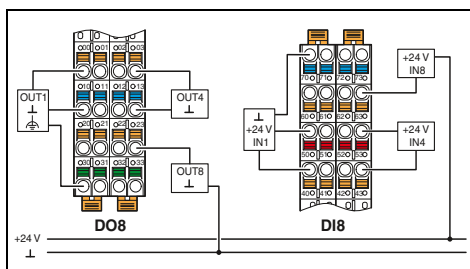 00 01 02 03
10 11 12 13
20 21 22 23
30 31 32 33
OUT1
OUT4
OUT8
DO8
70 71 72 73
60 61 62 63
50 51 52 53
40 41 42 43
+24 V
IN8
+24 V
IN1
+24 V
IN4
DI8
+24 V